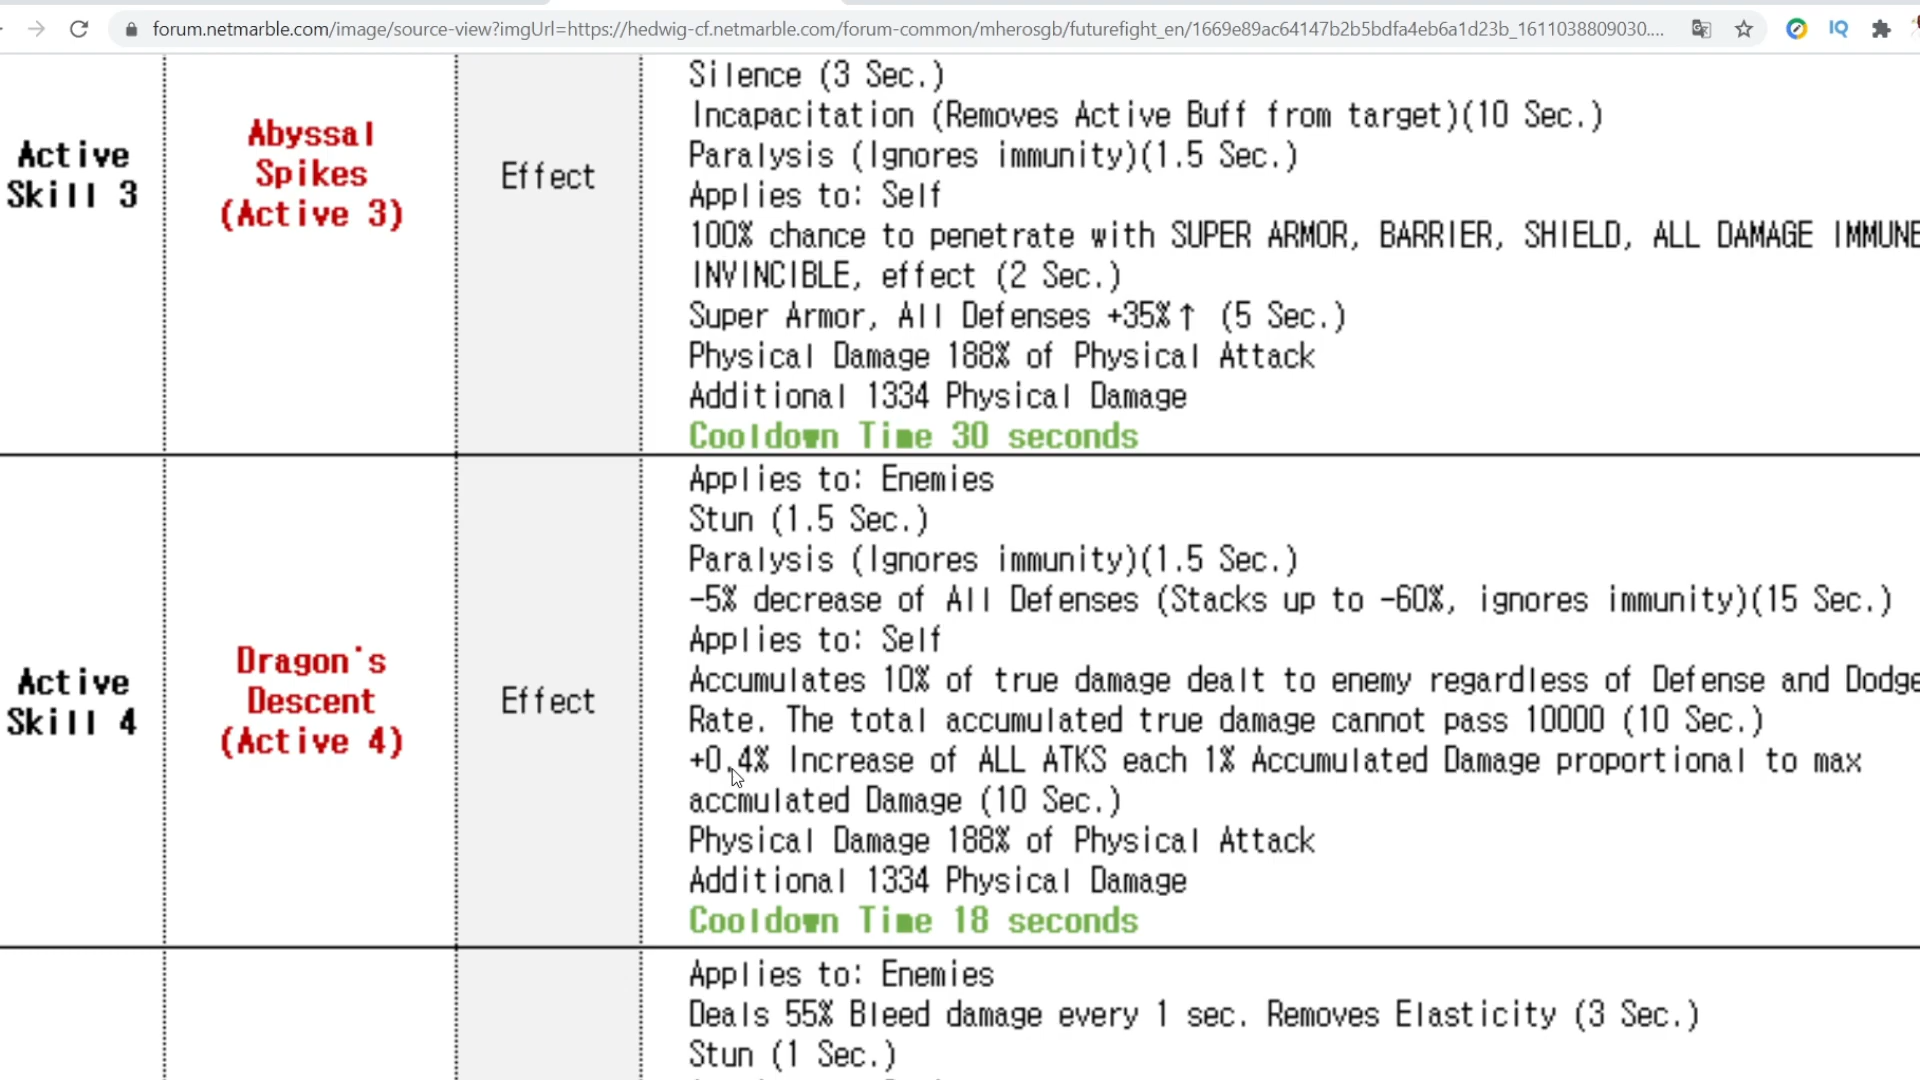 forum.netmarble.com/image/source-view?imgUrl=https://hedwig-cf.netmarble.com/forum-common/mherosgb/futurefight_en/1669e89ac64147b2b5bdfa4eb6a1d23b_1611038809030....
IQ
Active
Skill 3
Abyssal
Spikes
(Active 3)
Effect
Silence (3 Sec.)
Incapacitation (Removes Active Buff from target)(10 Sec.)
Paralysis (Ignores immunity)(1.5 Sec.)
Applies to: Self
100% chance to penetrate with SUPER ARMOR, BARRIER, SHIELD, ALL DAMAGE IMMUNE
INVINCIBLE, effect (2 Sec.)
Super Armor, All Defenses +35%↑ (5 Sec.)
Physical Damage 188% of Physical Attack
Additional 1334 Physical Damage
Cooldown Time 30 seconds
Active
Skill 4
Dragon's
Descent
(Active 4)
Effect
Applies to: Enemies
Stun (1.5 Sec.)
Paralysis (Ignores immunity)(1.5 Sec.)
-5% decrease of All Defenses (Stacks up to -60%, ignores immunity)(15 Sec.)
Applies to: Self
Accumulates 10% of true damage dealt to enemy regardless of Defense and Dodge
Rate. The total accumulated true damage cannot pass 10000 (10 Sec.)
+0.4% Increase of ALL ATKS each 1% Accumulated Damage proportional to max
accmulated Damage (10 Sec.)
Physical Damage 188% of Physical Attack
Additional 1334 Physical Damage
Cooldown Time 18 seconds
Applies to: Enemies
Deals 55% Bleed damage every 1 sec. Removes Elasticity (3 Sec.)
Stun (1 Sec.)